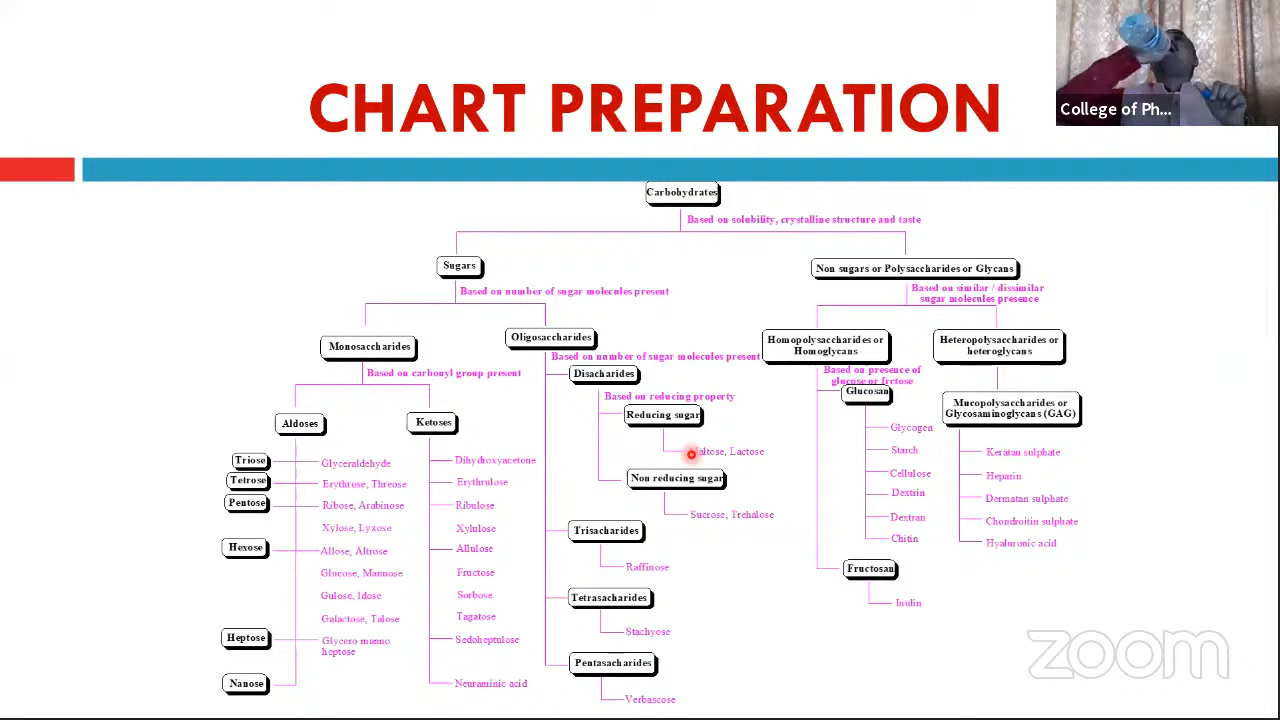 CHART PREPARATION
College of Ph...
Carbohydrates
Based on solubility, crystalline structure and taste
Sugars
Non sugars or Polysaccharides or Glycans
Based on number of sugar molecules present
Based on similar / dissimilar
sugar molecules presence
Monosaccharides
Oligosaccharides
Homopolysaccharides or
Homoglycans
Heteropolysaccharides or
heteroglycans
Based on carbonyl group present
Based on number of sugar molecules present
Based on presence of
glucose or frctose
Disacharides
Based on reducing property
Glucosan
Mucopolysaccharides or
Glycosaminoglycans (GAG)
Aldoses
Ketoses
Reducing sugar
Maltose, Lactose
Non reducing sugar
Sucrose, Trehalose
Triose
Glyceraldehyde
Dihydroxyacetone
Tetrose
Erythrose, Threose
Erythrulose
Pentose
Ribose, Arabinose
Ribulose
Xylose, Lyxose
Xylulose
Hexose
Allose, Altrose
Allulose
Glucose, Mannose
Fructose
Gulose, Idose
Sorbose
Galactose, Talose
Tagatose
Heptose
Glycero manno
heptose
Sedoheptulose
Nanose
Neuraminic acid
Trisacharides
Raffinose
Tetrasacharides
Stachyose
Pentasacharides
Verbascose
Glycogen
Starch
Cellulose
Dextrin
Dextran
Chitin
Fructosan
Inulin
Keratan sulphate
Heparin
Dermatan sulphate
Chondroitin sulphate
Hyaluronic acid
zoom